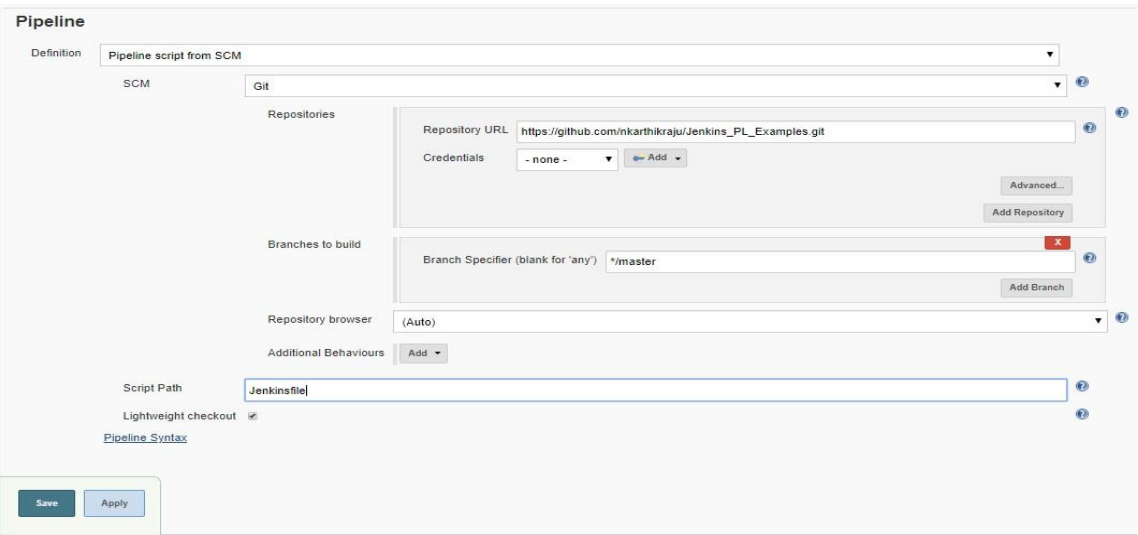 Pipeline
Definition
Pipeline script from SCM
SCM
Git
Repositories
Repository URL
https://github.com/nkarthikraju/Jenkins_PL_Examples.git
Credentials
- none -
Add
Advanced...
Add Repository
Branches to build
X
Branch Specifier (blank for 'any')
*/master
Add Branch
Repository browser
(Auto)
Additional Behaviours
Add
Script Path
Jenkinsfile
Lightweight checkout
Pipeline Syntax
Save
Apply